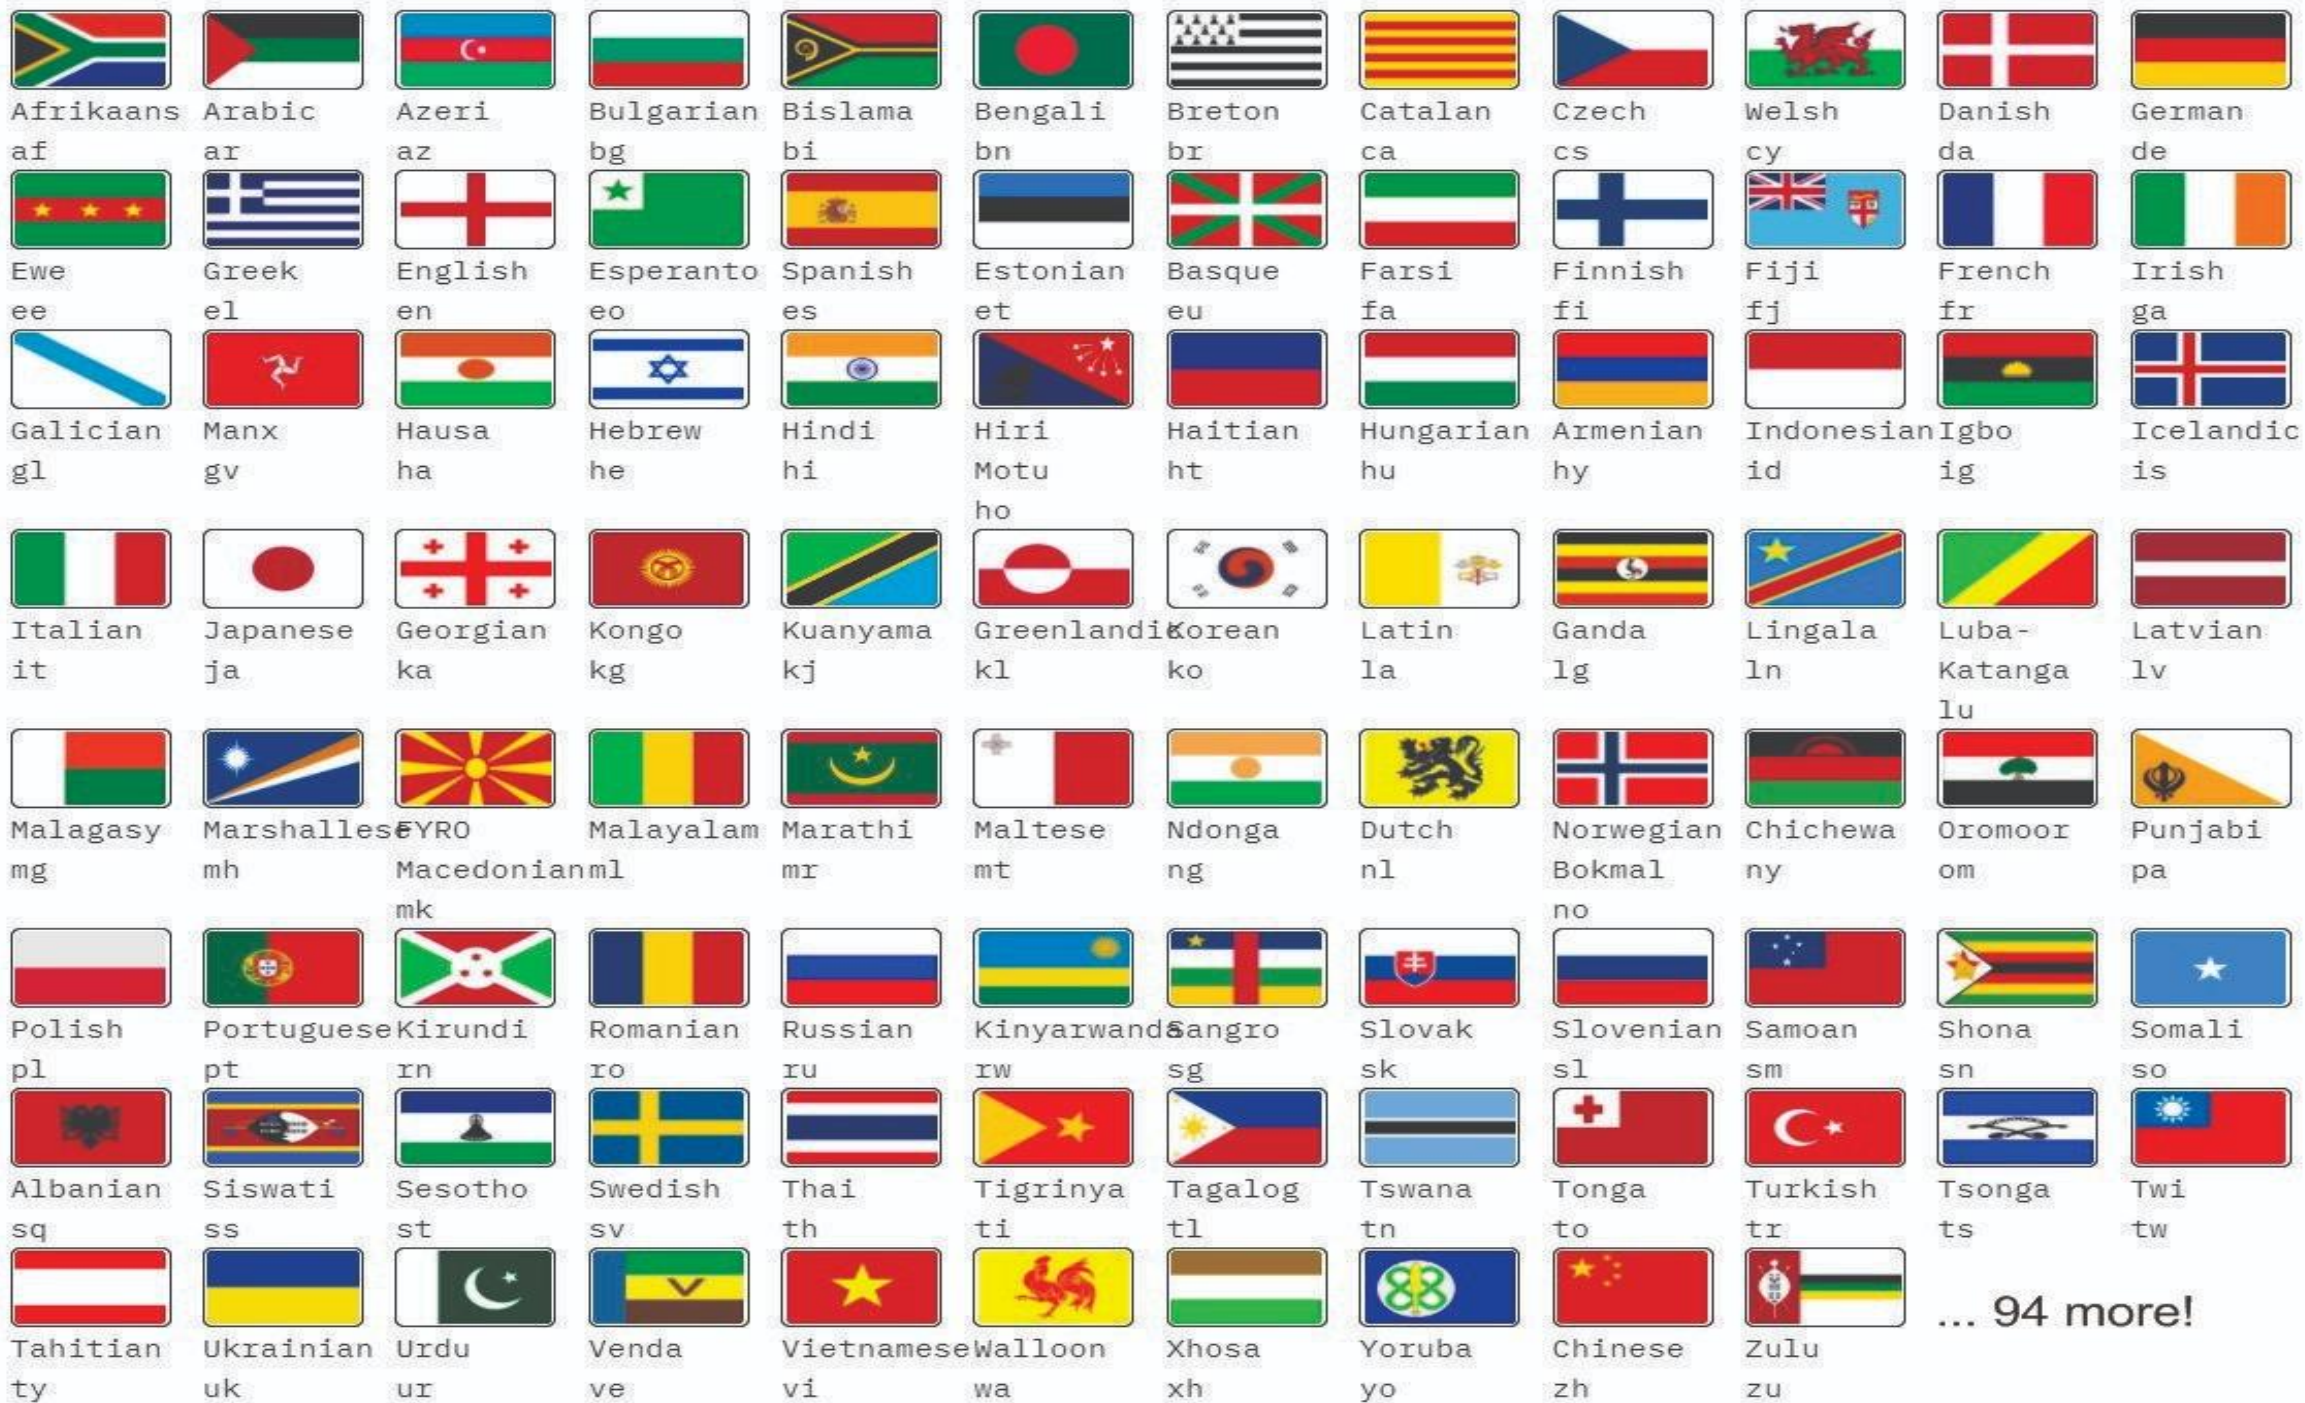 Afrikaans Arabic Azeri Bulgarian Bislama Bengali Breton Catalan Czech Welsh Danish German
af ar az bg bi bn br ca cs cy da de
Ewe Greek English Esperanto Spanish Estonian Basque Farsi Finnish Fiji French Irish
ee el en eo es et eu fa fi fj fr ga
Galician Manx Hausa Hebrew Hindi Hiri Haitian Hungarian Armenian Indonesian Igbo Icelandic
gl gv ha he hi Motu ht hu hy id ig is
ho
Italian Japanese Georgian Kongo Kuanyama Greenlandic Korean Latin Ganda Lingala Luba- Latvian
it ja ka kg kj kl ko la lg ln Katanga lv
lu
Malagasy Marshallese FYRO Malayalam Marathi Maltese Ndonga Dutch Norwegian Chichewa Oromoor Punjabi
mg mh Macedonian ml mr mt ng nl Bokmal ny om pa
mk no
Polish Portuguese Kirundi Romanian Russian Kinyarwanda Sangro Slovak Slovenian Samoan Shona Somali
pl pt rn ro ru rw sg sk sl sm sn so
Albanian Siswati Sesotho Swedish Thai Tigrinya Tagalog Tswana Tonga Turkish Tsonga Twi
sq ss st sv th ti tl tn to tr ts tw
... 94 more!
Tahitian Ukrainian Urdu Venda Vietnamese Walloon Xhosa Yoruba Chinese Zulu
ty uk ur ve vi wa xh yo zh zu